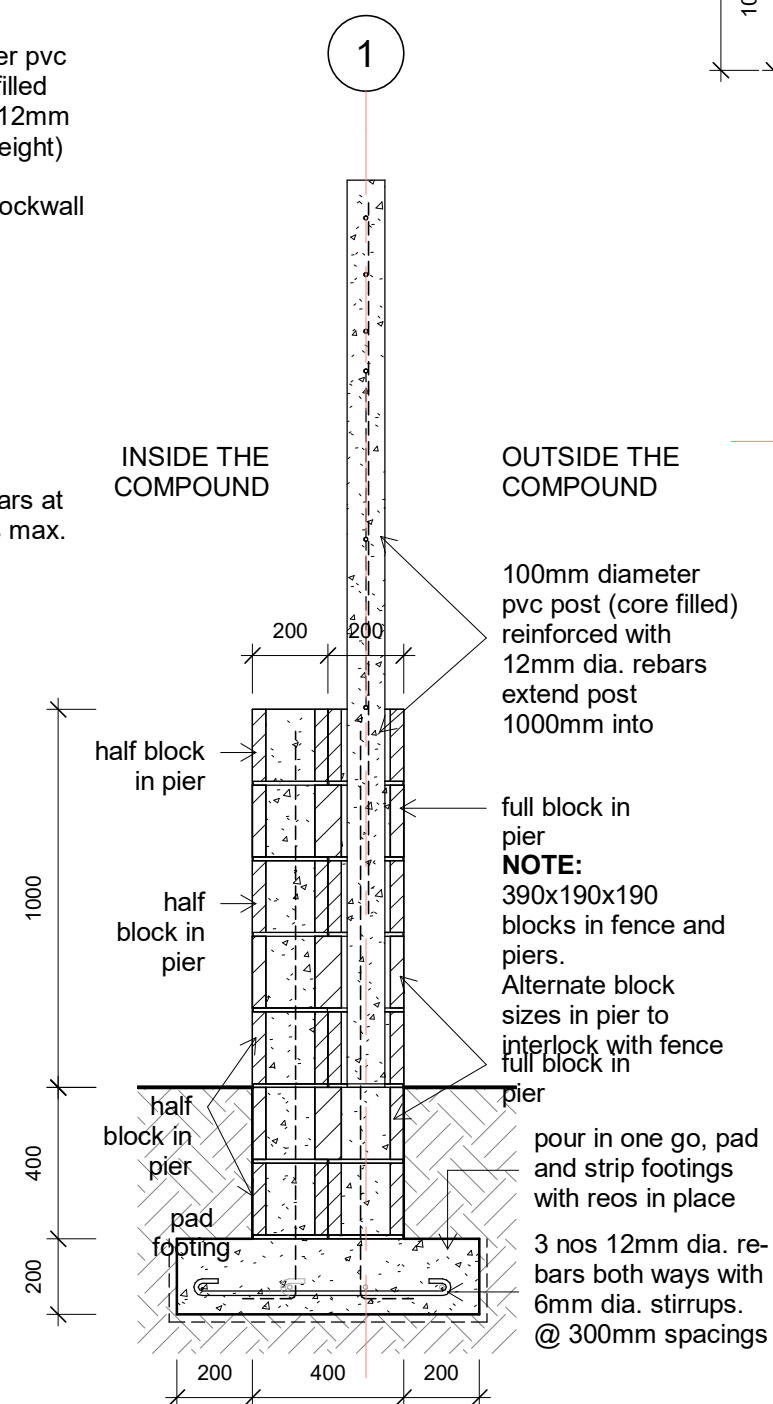 10
er pvc
illed
12mm
eight)
ockwall
1
INSIDE THE
COMPOUND
OUTSIDE THE
COMPOUND
ars at
max.
100mm diameter
pvc post (core filled)
reinforced with
12mm dia. rebars
extend post
1000mm into
200
200
half block
in pier
full block in
pier
NOTE:
390x190x190
blocks in fence and
piers.
Alternate block
sizes in pier to
interlock with fence
full block in
pier
half
block in
pier
1000
half
block in
pier
400
pad
footing
200
pour in one go, pad
and strip footings
with reos in place
3 nos 12mm dia. re-
bars both ways with
6mm dia. stirrups.
@ 300mm spacings
200
400
200